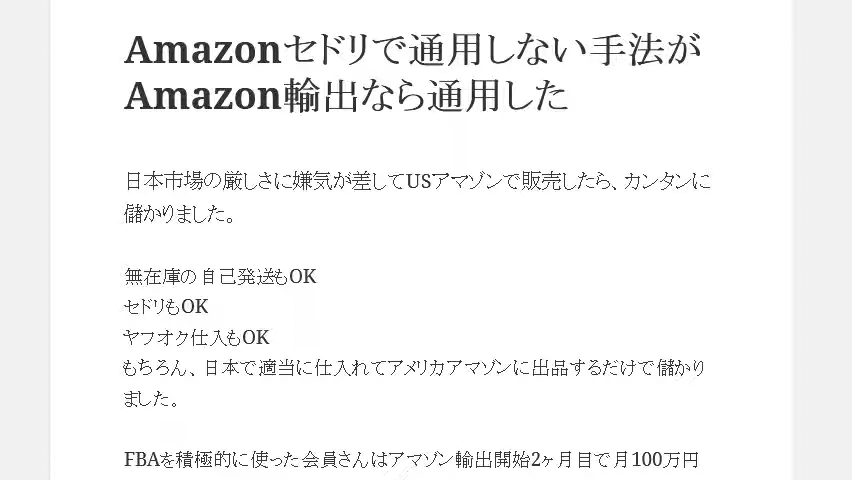 Amazonセドリで通用しない手法が
Amazon輸出なら通用した
日本市場の厳しさに嫌気が差してUSアマゾンで販売したら、カンタンに
儲かりました。
無在庫の自己発送もOK
セドリもOK
ヤフオク仕入もOK
もちろん、日本で適当に仕入れてアメリカアマゾンに出品するだけで儲かり
ました。
FBAを積極的に使った会員さんはアマゾン輸出開始2ヶ月目で月100万円